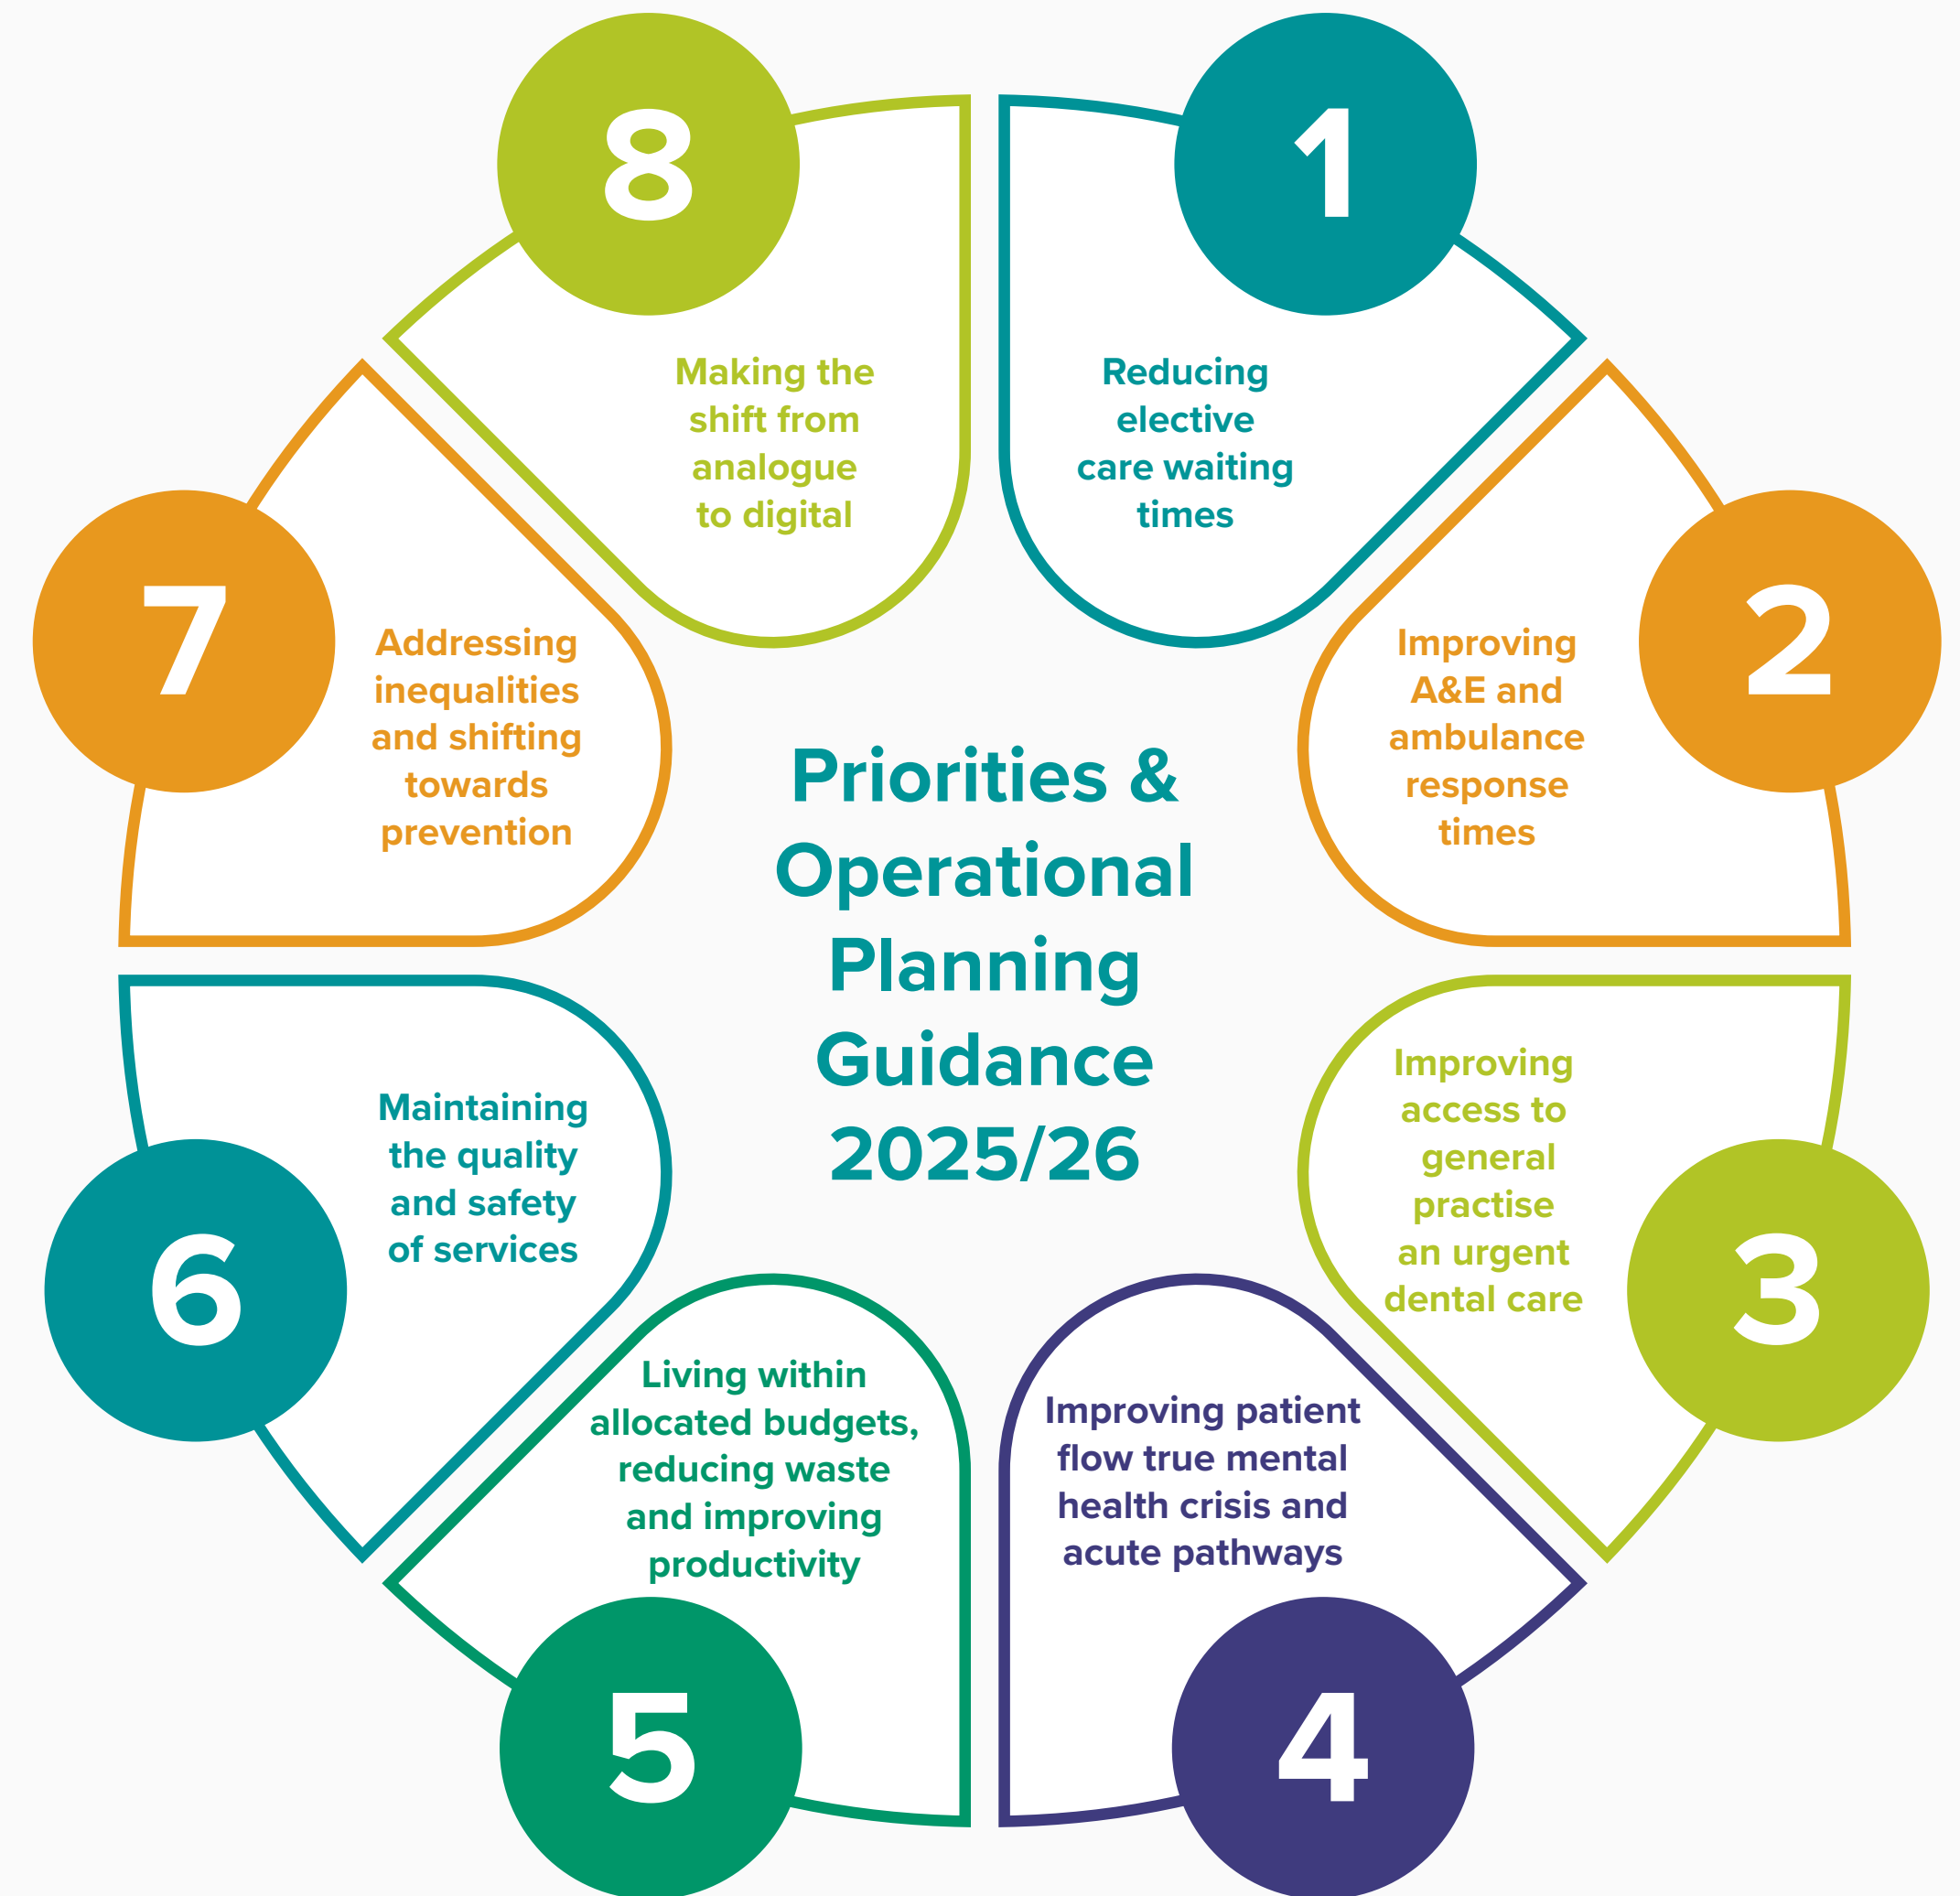 Priorities &
Operational
Planning
Guidance
2025/26
1
Reducing
elective
care waiting
times
2
Improving
A&E and
ambulance
response
times
3
Improving
access to
general
practise
an urgent
dental care
4
Improving patient
flow true mental
health crisis and
acute pathways
5
Living within
allocated budgets,
reducing waste
and improving
productivity
6
Maintaining
the quality
and safety
of services
7
Addressing
inequalities
and shifting
towards
prevention
8
Making the
shift from
analogue
to digital